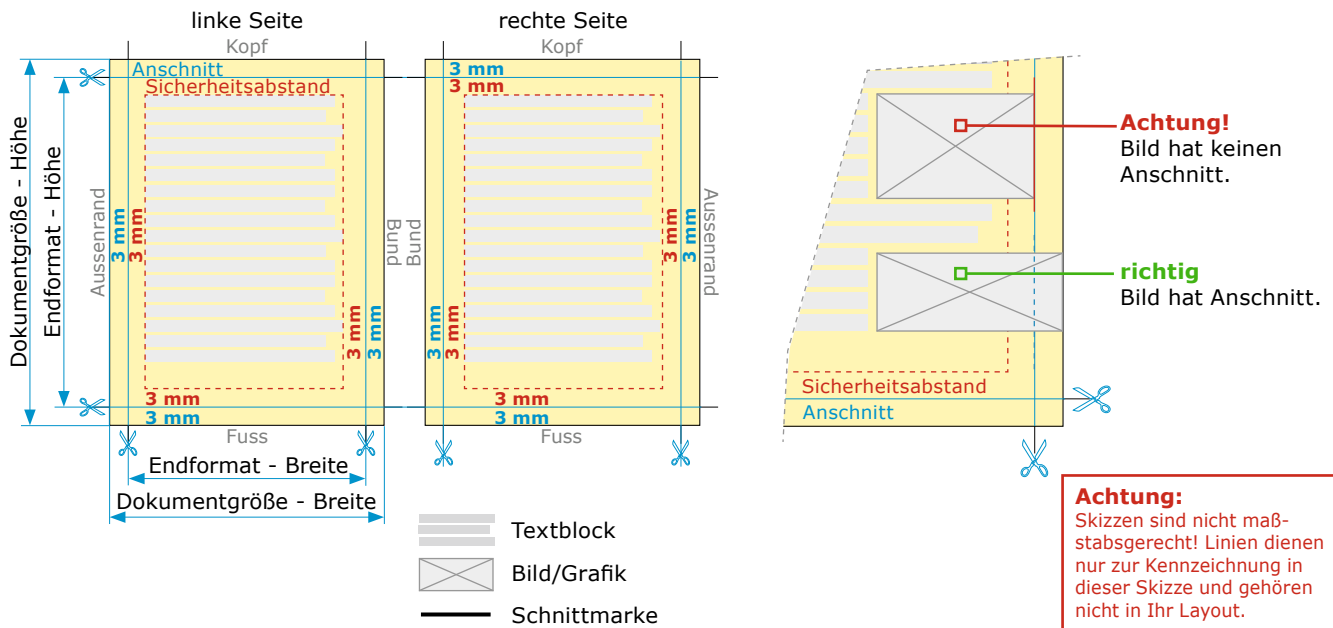 linke Seite
rechte Seite
Kopf
Kopf
Anschnitt
Sicherheitsabstand
3 mm
3 mm
Dokumentgröße - Höhe
Endformat - Höhe
Aussenrand
3 mm
3 mm
Bund
Bund
3 mm
3 mm
Aussenrand
3 mm
3 mm
3 mm
3 mm
3 mm
3 mm
3 mm
3 mm
Fuss
Fuss
Endformat - Breite
Dokumentgröße - Breite
Textblock
Bild/Grafik
Schnittmarke
Achtung!
Bild hat keinen
Anschnitt.
richtig
Bild hat Anschnitt.
Sicherheitsabstand
Anschnitt
Achtung:
Skizzen sind nicht maß-
stabsgerecht! Linien dienen
nur zur Kennzeichnung in
dieser Skizze und gehören
nicht in Ihr Layout.